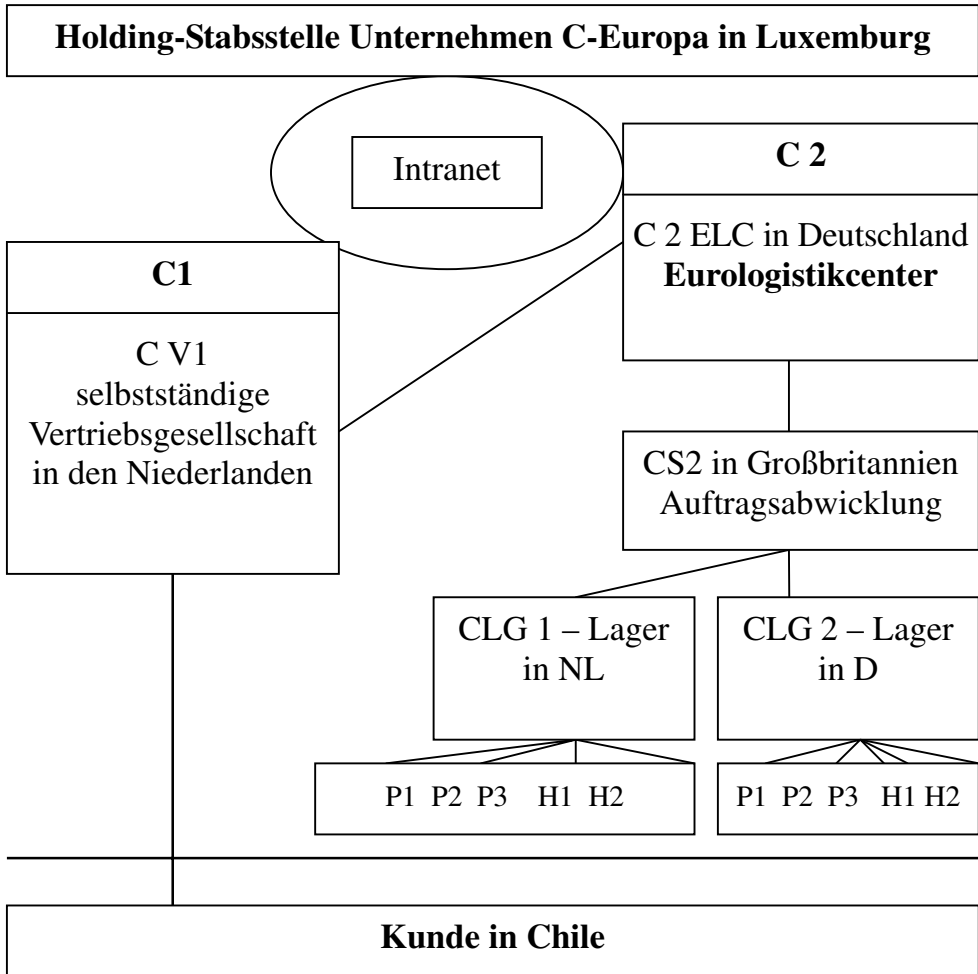 Holding-Stabsstelle Unternehmen C-Europa in Luxemburg
Intranet
C 2
C 2 ELC in Deutschland
Eurologistikcenter
C1
C V1
selbstständige
Vertriebsgesellschaft
in den Niederlanden
CS2 in Großbritannien
Auftragsabwicklung
CLG 1 – Lager
in NL
CLG 2 – Lager
in D
P1 P2 P3 H1 H2
P1 P2 P3 H1 H2
Kunde in Chile